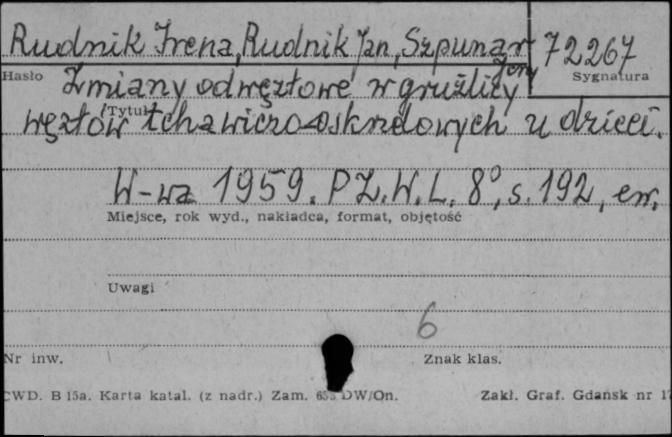 Rudnik Irena, Rudnik Jan, Szpunar 72267
Jerzy
Hasło Sygnatura
Zmiany odwęzłowe w gruźlicy
Tytuł
węzłów tchawiczo-oskrzelowych u dzieci.
W-wa 1959. PZ.W.L. 8°, s. 192, err.
Miejsce, rok wyd., nakładca, format, objętość
Uwagi
6
Nr inw. Znak klas.
CWD. B 15a. Karta katal. (z nadr.) Zam. DW/On. Zakł. Graf. Gdańsk nr